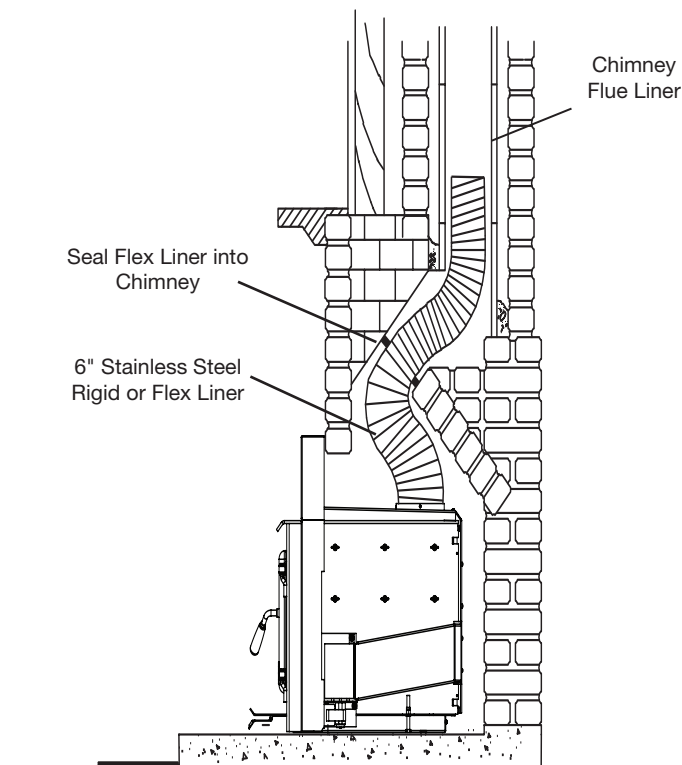 Chimney
Flue Liner
Seal Flex Liner into
Chimney
6" Stainless Steel
Rigid or Flex Liner